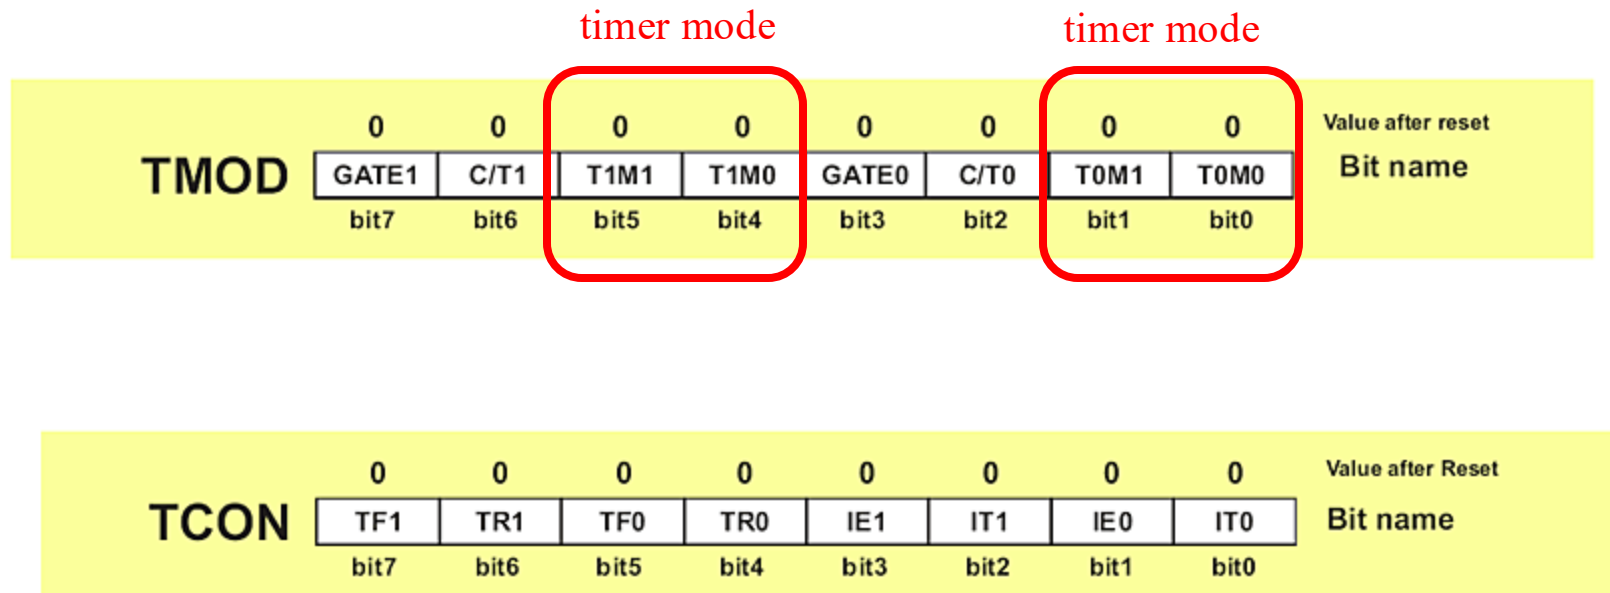 timer mode timer mode
0 0 0 0 0 0 0 0 Value after reset
TMOD GATE1 C/T1 T1M1 T1M0 GATE0 C/T0 T0M1 T0M0 Bit name
bit7 bit6 bit5 bit4 bit3 bit2 bit1 bit0
0 0 0 0 0 0 0 0 Value after Reset
TCON TF1 TR1 TF0 TR0 IE1 IT1 IE0 IT0 Bit name
bit7 bit6 bit5 bit4 bit3 bit2 bit1 bit0